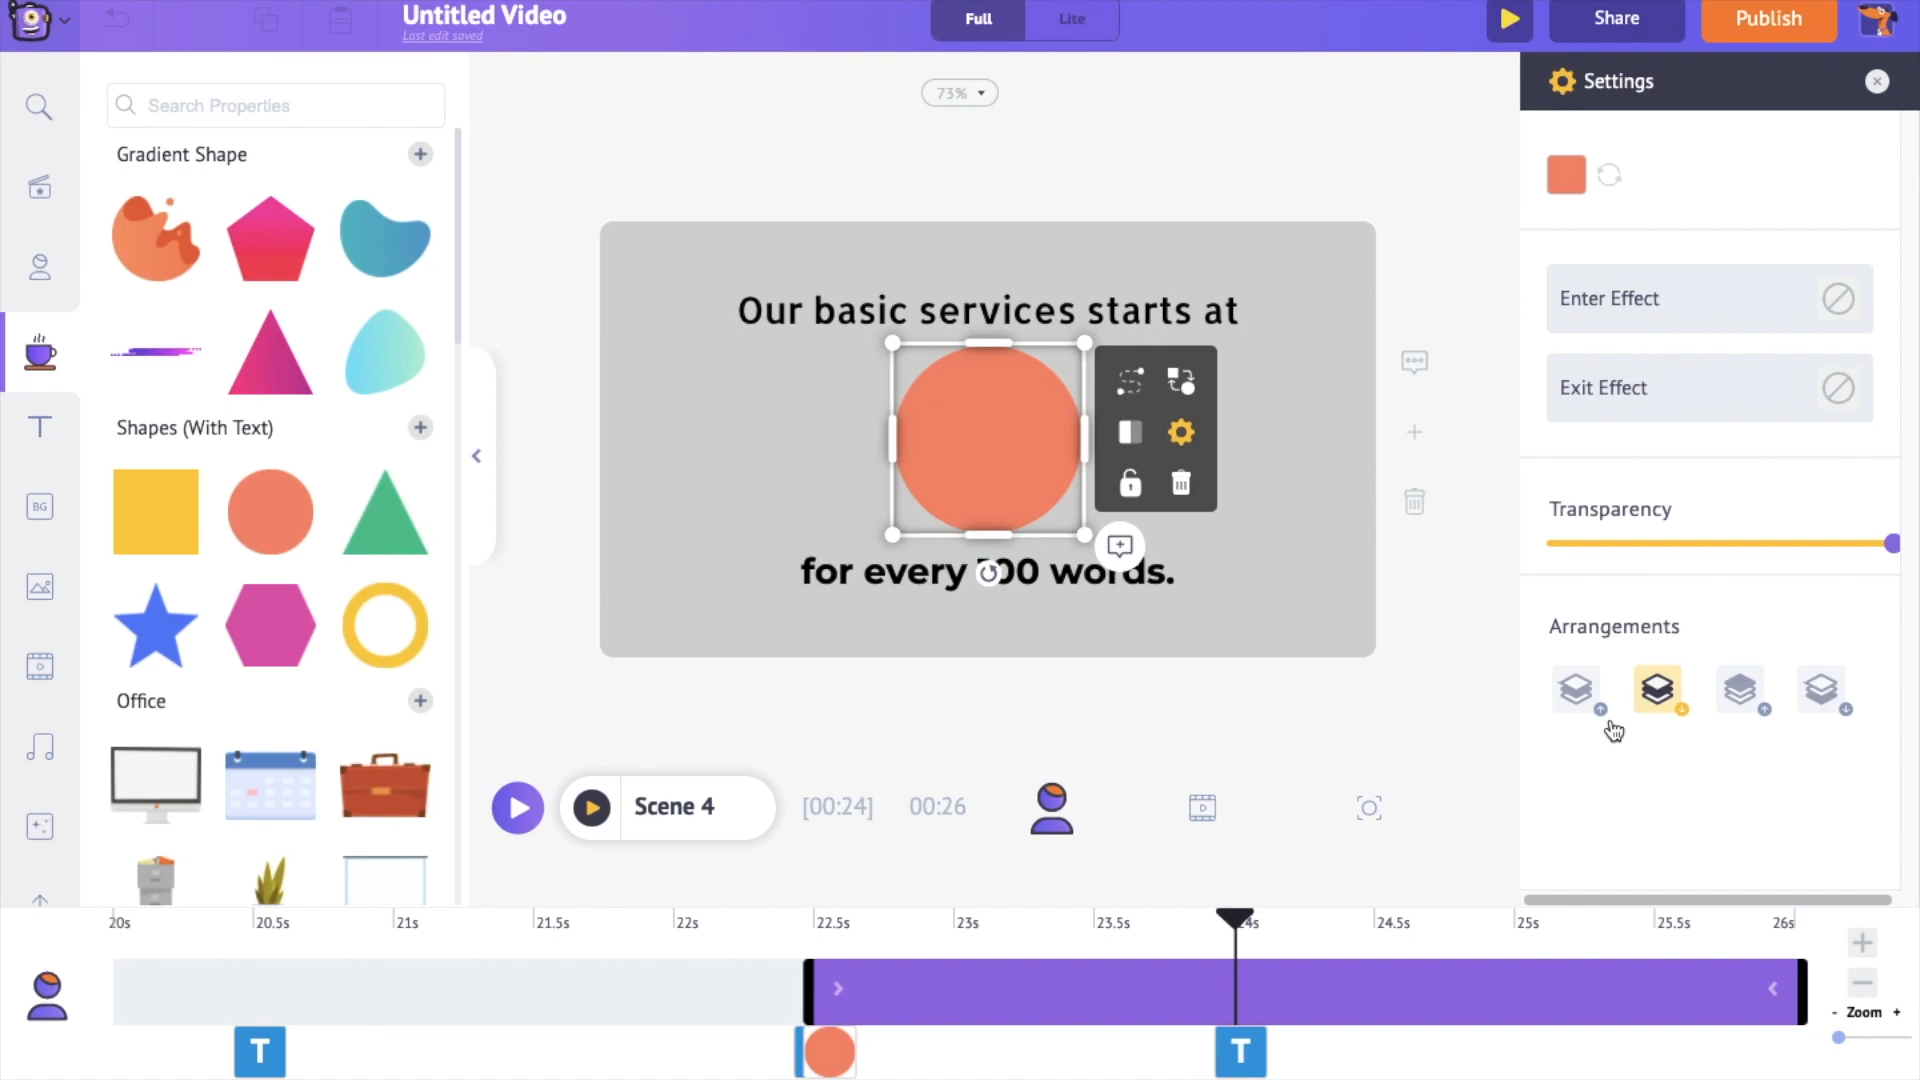 Untitled Video
Last edit saved
Full
Lite
Share
Publish
Search Properties
73%
Settings
Gradient Shape
Our basic services starts at
Enter Effect
Exit Effect
Shapes (With Text)
BG
Transparency
for every 100 words.
Arrangements
Office
Scene 4
[00:24]
00:26
20s
20.5s
21s
21.5s
22s
22.5s
23s
23.5s
24s
24.5s
25s
25.5s
26s
- Zoom +
T
T